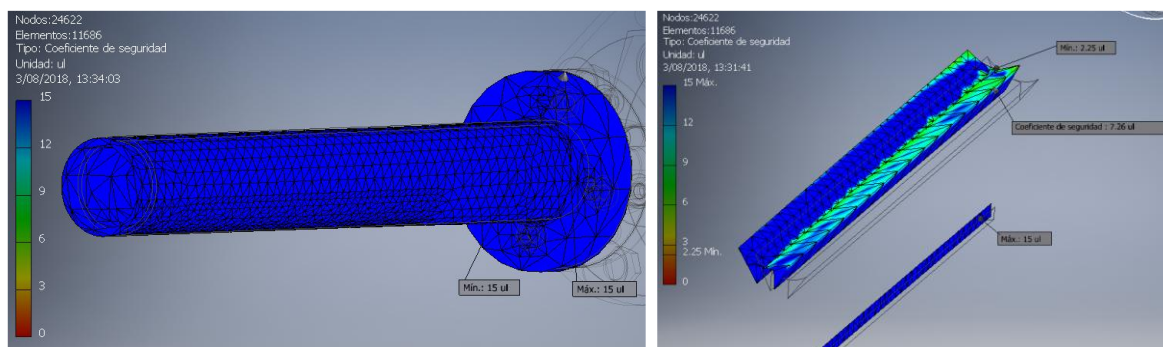 Nodos:24622
Elementos:11686
Tipo: Coeficiente de seguridad
Unidad: ul
3/08/2018, 13:34:03
15
12
9
6
3
0
Mín.: 15 ul
Máx.: 15 ul
Nodos:24622
Elementos:11686
Tipo: Coeficiente de seguridad
Unidad: ul
3/08/2018, 13:31:41
15 Máx.
12
9
6
3
2.25 Mín.
0
Mín.: 2.25 ul
Coeficiente de seguridad : 7.26 ul
Máx.: 15 ul